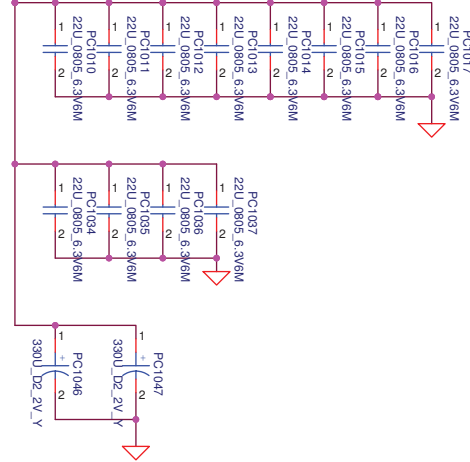 PC1010
22U_0805_6.3V6M
1
2
PC1011
22U_0805_6.3V6M
1
2
PC1012
22U_0805_6.3V6M
1
2
PC1013
22U_0805_6.3V6M
1
2
PC1014
22U_0805_6.3V6M
1
2
PC1015
22U_0805_6.3V6M
1
2
PC1016
22U_0805_6.3V6M
1
2
PC1017
22U_0805_6.3V6M
1
2
PC1034
22U_0805_6.3V6M
1
2
PC1035
22U_0805_6.3V6M
1
2
PC1036
22U_0805_6.3V6M
1
2
PC1037
22U_0805_6.3V6M
1
2
PC1046
330U_D2_2V_Y
1
+
2
PC1047
330U_D2_2V_Y
1
+
2